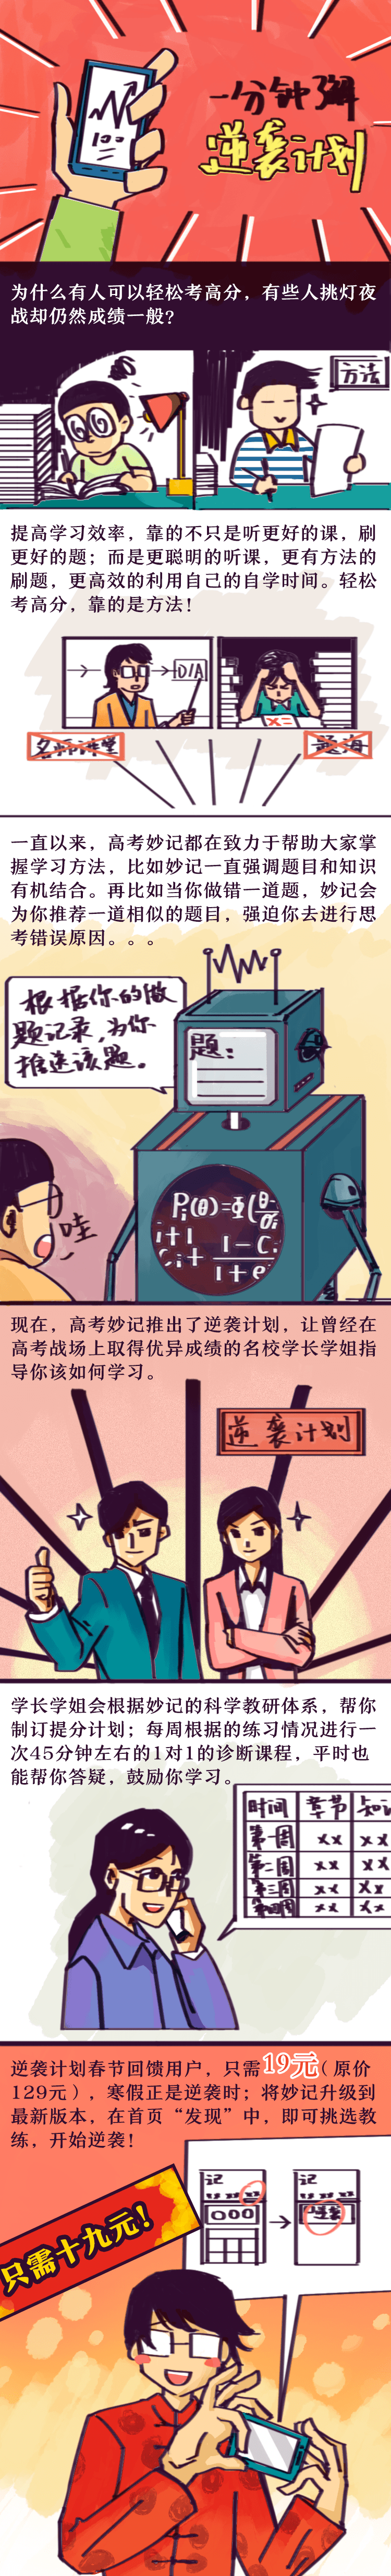 100
一分钟解
逆袭计划
为什么有人可以轻松考高分，有些人挑灯夜
战却仍然成绩一般？
方法
提高学习效率，靠的不只是听更好的课，刷
更好的题；而是更聪明的听课，更有方法的
刷题，更高效的利用自己的自学时间。轻松
考高分，靠的是方法！
D/A
X=
名师讲堂
题海
一直以来，高考妙记都在致力于帮助大家掌
握学习方法，比如妙记一直强调题目和知识
有机结合。再比如当你做错一道题，妙记会
为你推荐一道相似的题目，强迫你去进行思
考错误原因。。。
根据你的做
题记录，为你
推送该题。
题：
哇
现在，高考妙记推出了逆袭计划，让曾经在
高考战场上取得优异成绩的名校学长学姐指
导你该如何学习。
逆袭计划
学长学姐会根据妙记的科学教研体系，帮你
制订提分计划；每周根据的练习情况进行一
次45分钟左右的1对1的诊断课程，平时也
能帮你答疑，鼓励你学习。
时间 章节 知识
第一周 xx xx
第二周 xx xx
第三周 xx xx
第四周 xx xx
逆袭计划春节回馈用户，只需19元（原价
129元），寒假正是逆袭时；将妙记升级到
最新版本，在首页“发现”中，即可挑选教
练，开始逆袭！
记 记
只需十九元！